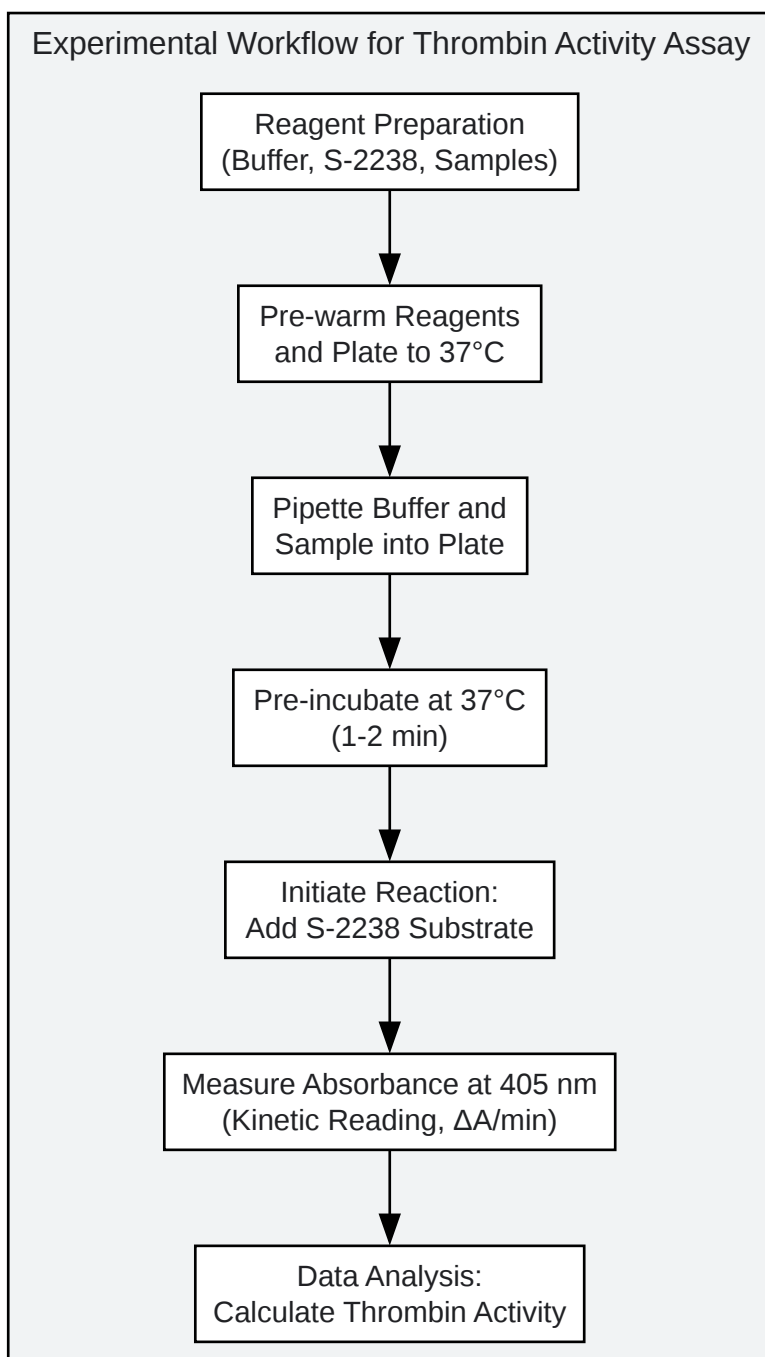 Experimental Workflow for Thrombin Activity Assay
Reagent Preparation
(Buffer, S-2238, Samples)
Pre-warm Reagents
and Plate to 37°C
Pipette Buffer and
Sample into Plate
Pre-incubate at 37°C
(1-2 min)
Initiate Reaction:
Add S-2238 Substrate
Measure Absorbance at 405 nm
(Kinetic Reading, ΔA/min)
Data Analysis:
Calculate Thrombin Activity